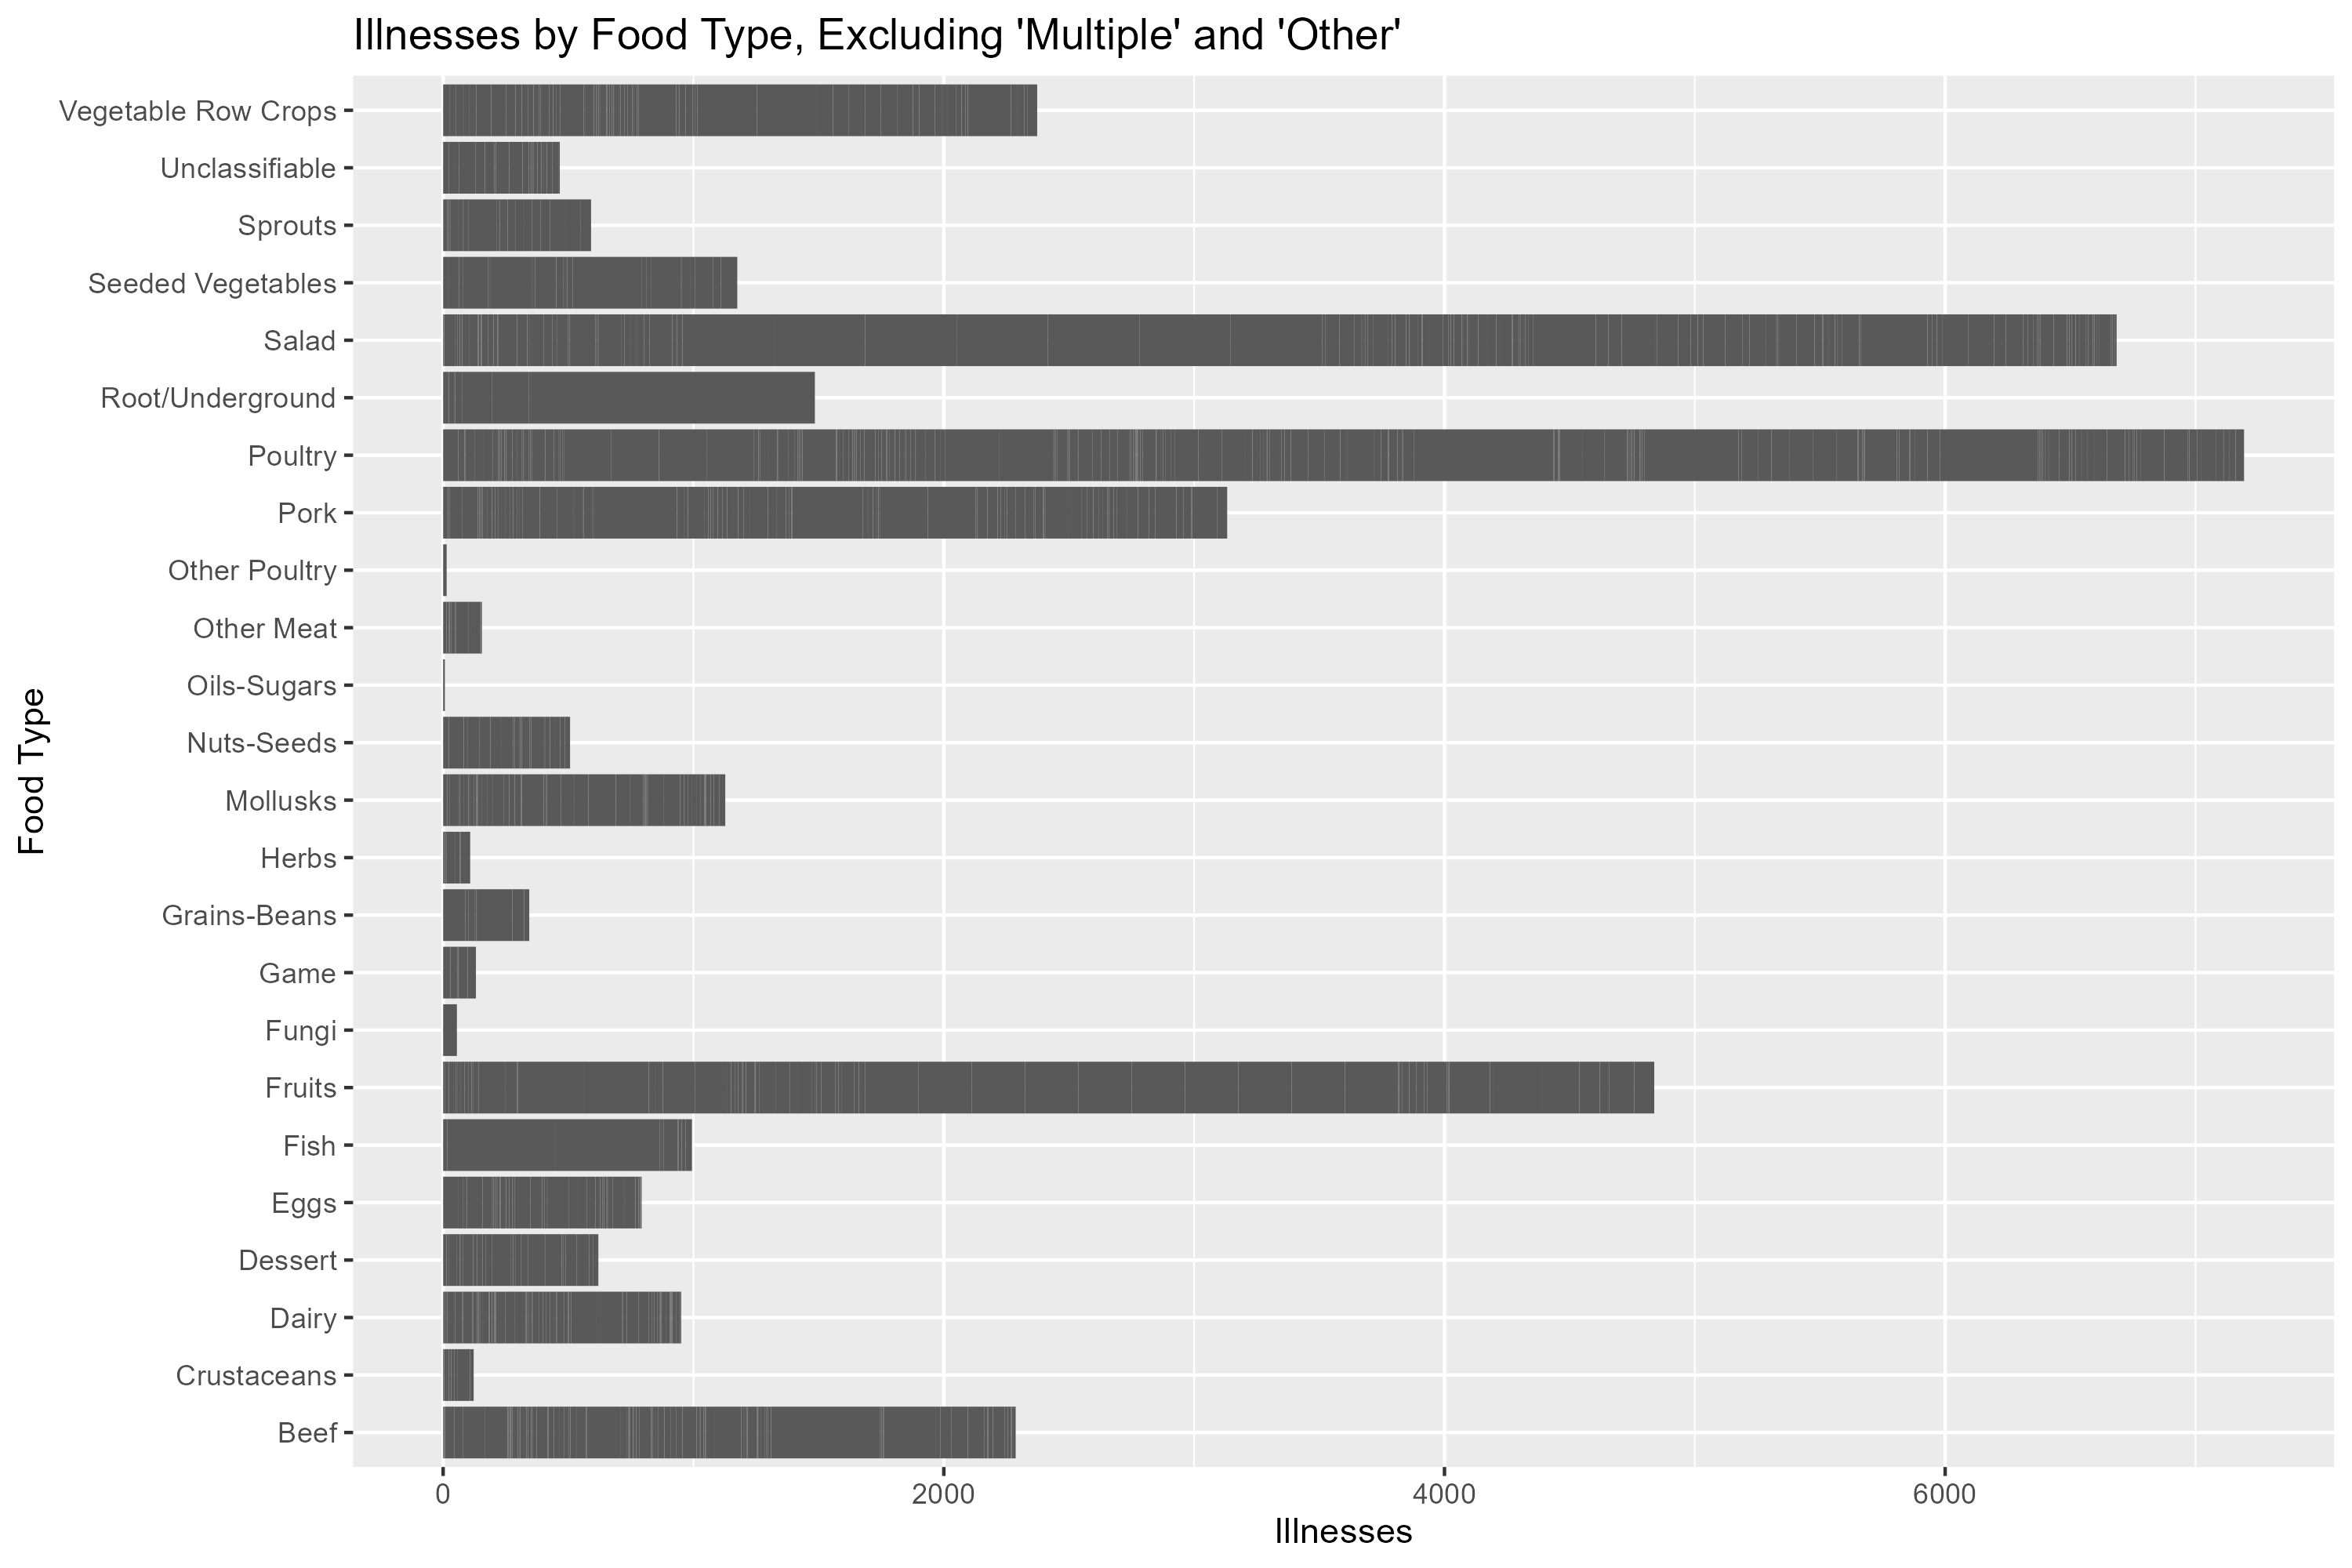 Illnesses by Food Type, Excluding 'Multiple' and 'Other'
Vegetable Row Crops
Unclassifiable
Sprouts
Seeded Vegetables
Salad
Root/Underground
Poultry
Pork
Other Poultry
Other Meat
Oils-Sugars
Nuts-Seeds
Mollusks
Herbs
Grains-Beans
Game
Fungi
Fruits
Fish
Eggs
Dessert
Dairy
Crustaceans
Beef
Food Type
0 2000 4000 6000
Illnesses